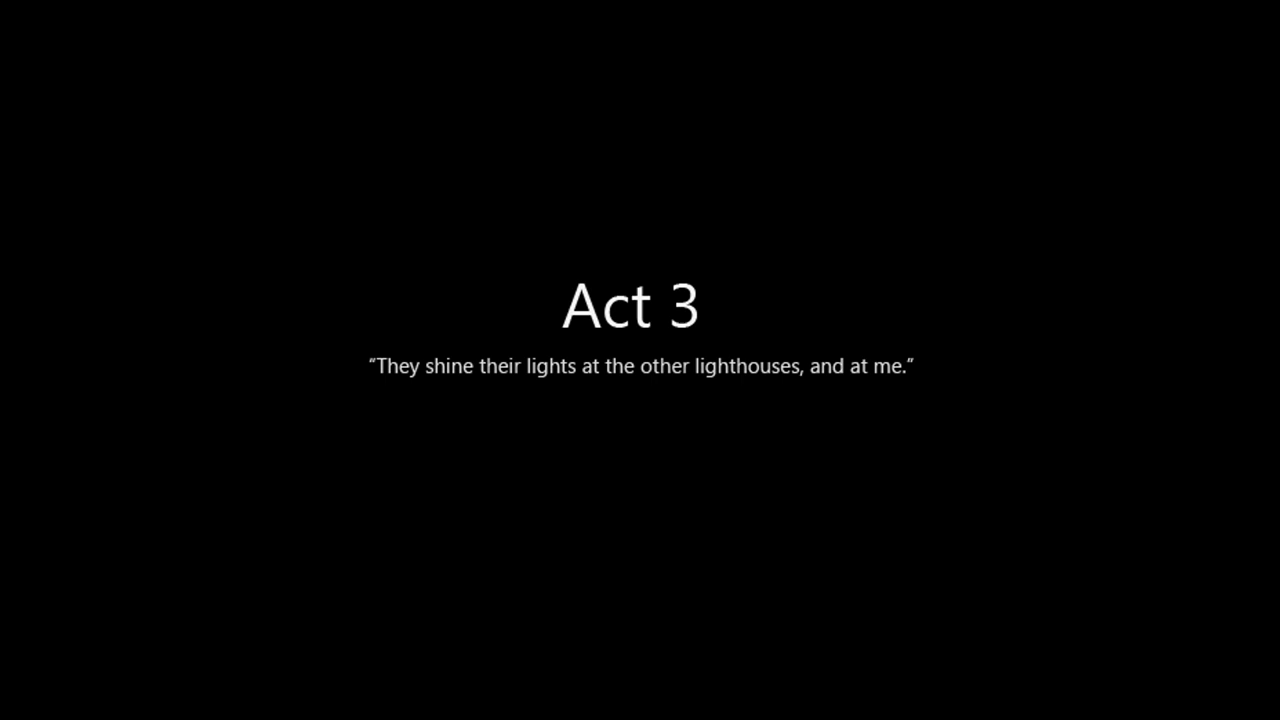 Act 3
“They shine their lights at the other lighthouses, and at me.”